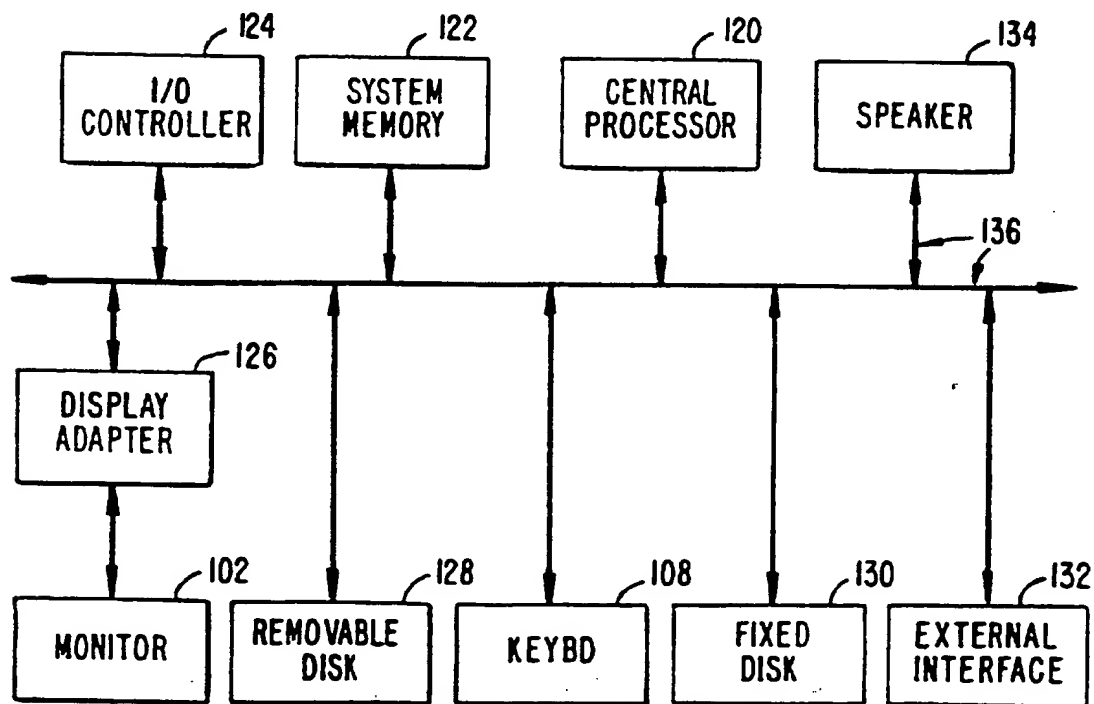 124
122
120
134
I/O
CONTROLLER
SYSTEM
MEMORY
CENTRAL
PROCESSOR
SPEAKER
136
126
DISPLAY
ADAPTER
102
128
108
130
132
MONITOR
REMOVABLE
DISK
KEYBD
FIXED
DISK
EXTERNAL
INTERFACE